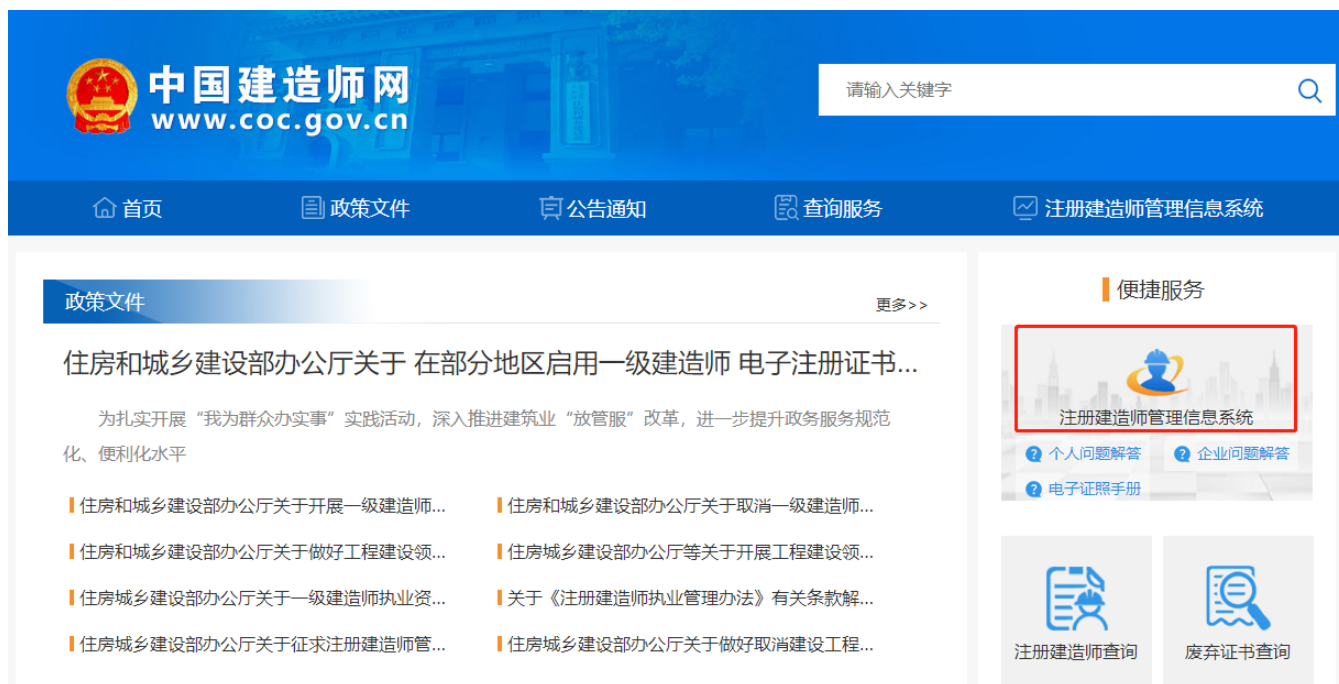 中国建造师网
www.coc.gov.cn
请输入关键字
首页
政策文件
公告通知
查询服务
注册建造师管理信息系统
政策文件
更多>>
住房和城乡建设部办公厅关于 在部分地区启用一级建造师 电子注册证书...
为扎实开展“我为群众办实事”实践活动，深入推进建筑业“放管服”改革，进一步提升政务服务规范
化、便利化水平
住房和城乡建设部办公厅关于开展一级建造师...
住房和城乡建设部办公厅关于取消一级建造师...
住房和城乡建设部办公厅关于做好工程建设领...
住房城乡建设部办公厅等关于开展工程建设领...
住房城乡建设部办公厅关于一级建造师执业资...
关于《注册建造师执业管理办法》有关条款解...
住房城乡建设部办公厅关于征求注册建造师管...
住房城乡建设部办公厅关于做好取消建设工程...
便捷服务
注册建造师管理信息系统
个人问题解答
企业问题解答
电子证照手册
注册建造师查询
废弃证书查询